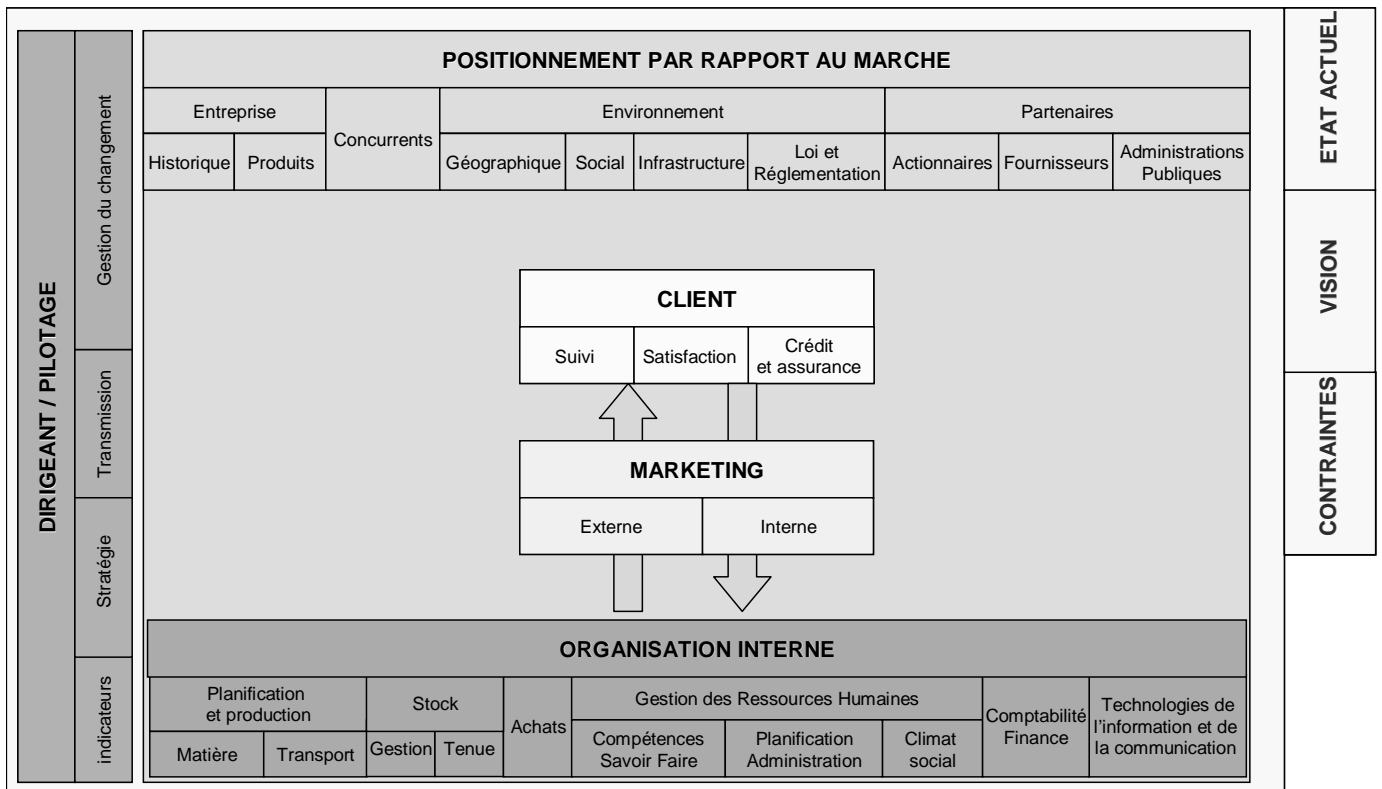 POSITIONNEMENT PAR RAPPORT AU MARCHE
Entreprise
Concurrents
Environnement
Partenaires
Historique
Produits
Géographique
Social
Infrastructure
Loi et
Réglementation
Actionnaires
Fournisseurs
Administrations
Publiques
DIRIGEANT / PILOTAGE
Gestion du changement
Transmission
Stratégie
indicateurs
CLIENT
Suivi
Satisfaction
Crédit
et assurance
MARKETING
Externe
Interne
ORGANISATION INTERNE
Planification
et production
Stock
Achats
Gestion des Ressources Humaines
Comptabilité
Finance
Technologies de
l'information et de
la communication
Matière
Transport
Gestion
Tenue
Compétences
Savoir Faire
Planification
Administration
Climat
social
ETAT ACTUEL
VISION
CONTRAINTES